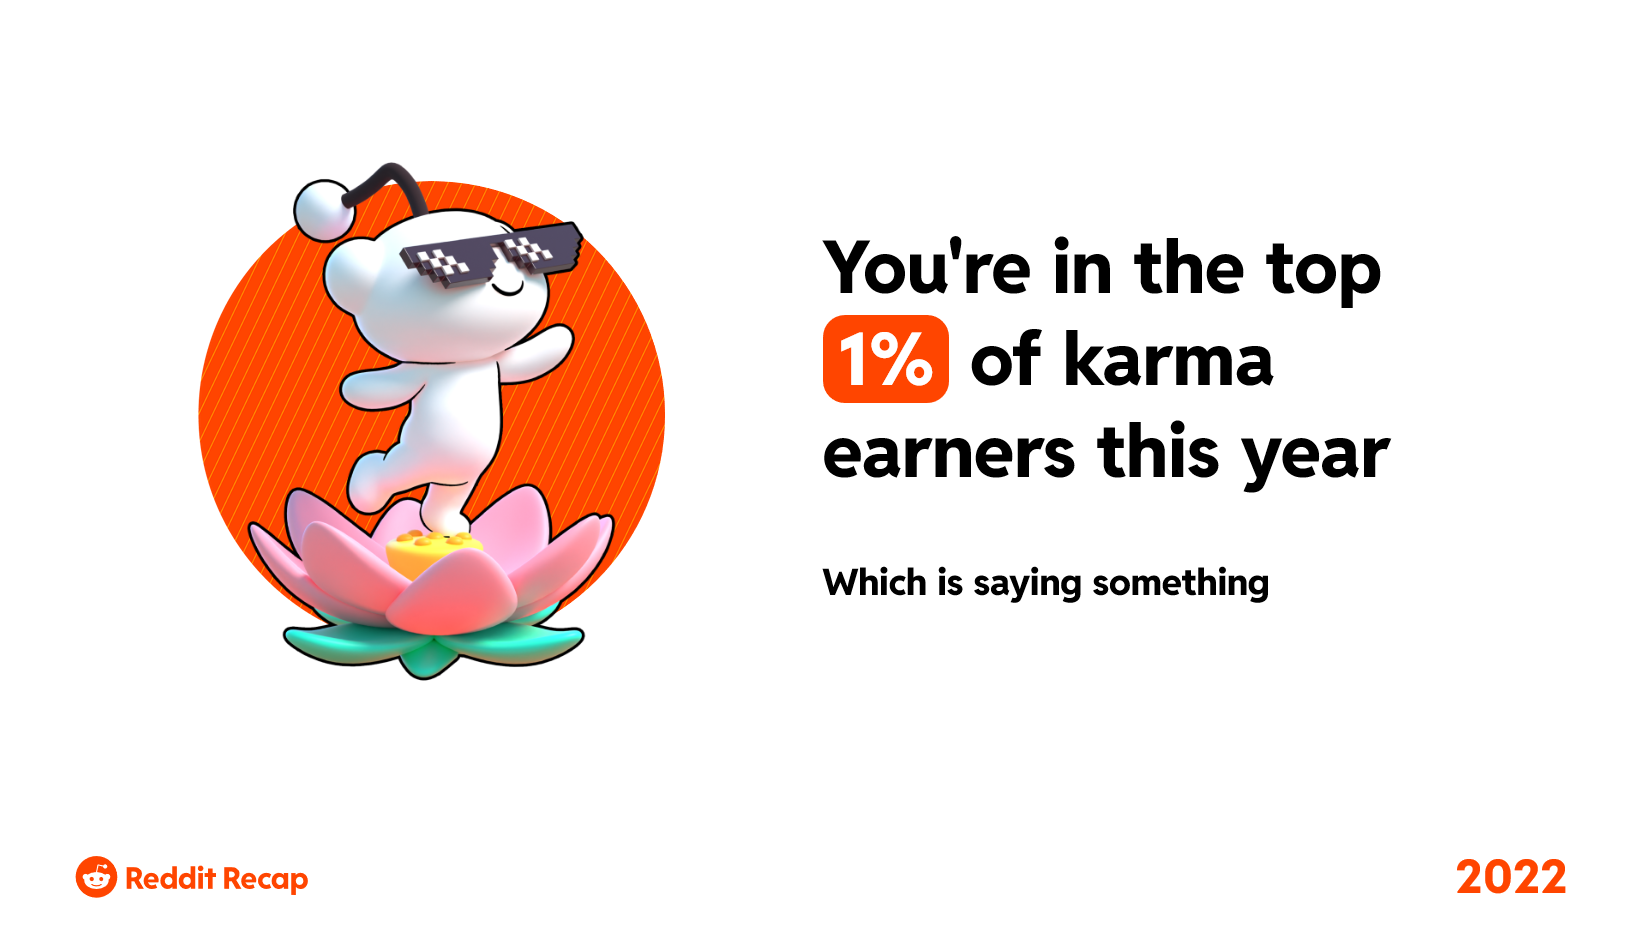 You're in the top
1% of karma
earners this year
Which is saying something
Reddit Recap
2022